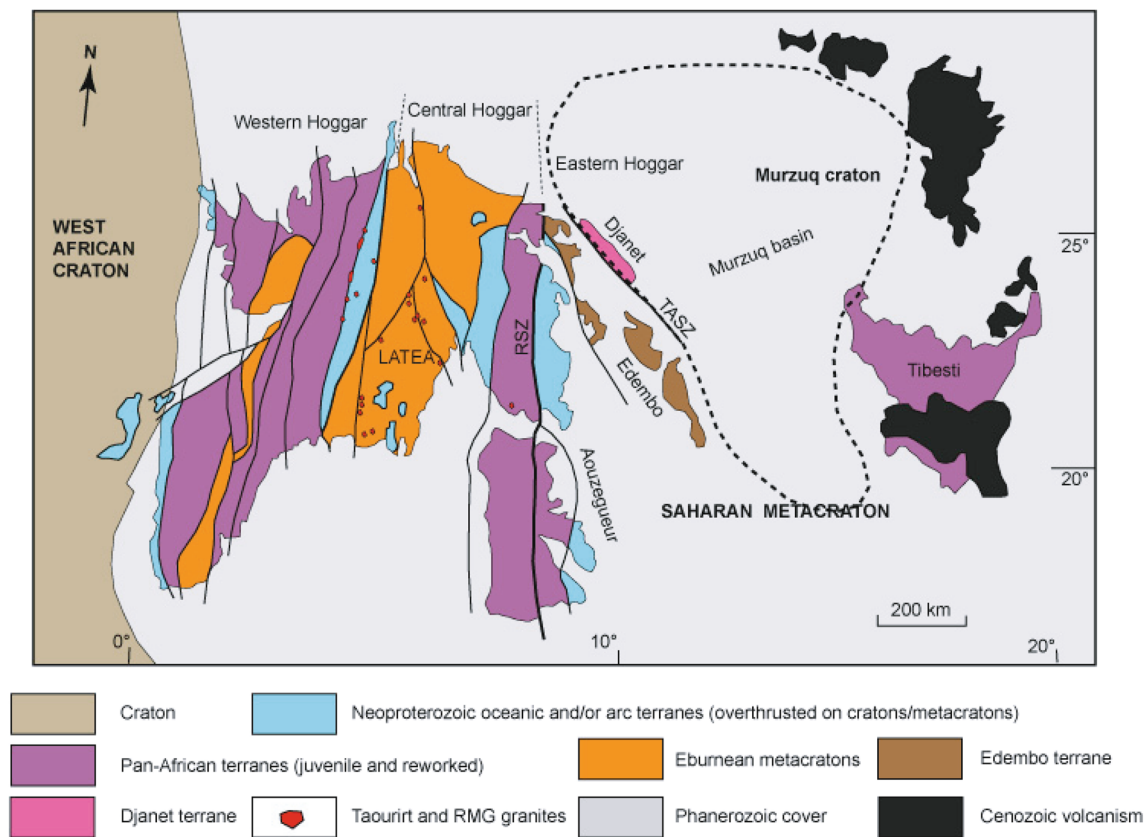 N
Western Hoggar
Central Hoggar
Eastern Hoggar
Murzuq craton
WEST
AFRICAN
CRATON
Djanet
Murzuq basin
25°
TASZ
RSZ
LATEA
Edembo
Tibesti
Aouzegueur
20°
SAHARAN METACRATON
200 km
0°
10°
20°
Craton
Neoproterozoic oceanic and/or arc terranes (overthrusted on cratons/metacratons)
Pan-African terranes (juvenile and reworked)
Eburnean metacratons
Edembo terrane
Djanet terrane
Taourirt and RMG granites
Phanerozoic cover
Cenozoic volcanism